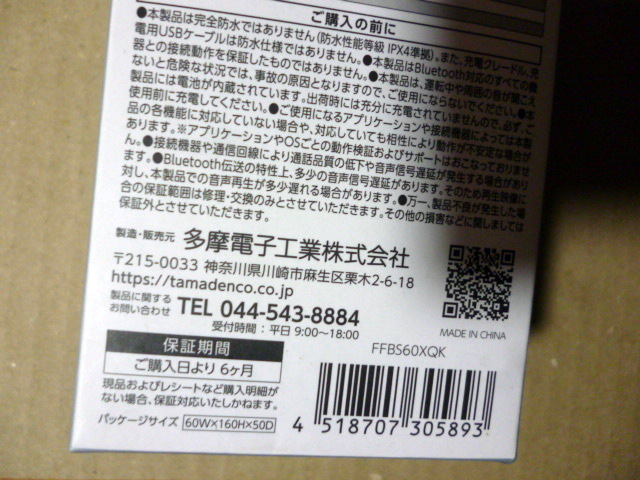 ご購入の前に
●本製品は完全防水ではありません(防水性能等級 IPX4準拠)。また、充電クレードル、充
電用USBケーブルは防水仕様ではありません。●本製品はBluetooth対応のすべての機
器との接続動作を保証したものではありません。●本製品は、運転中や周囲の音が聞こえ
ないと危険な状況では、事故の原因となりますので、ご使用にならないでください。●本
製品には電池が内蔵されています。出荷時には充分に充電されていませんので、必ず、ご
使用前に充電してください。●ご使用になるアプリケーションや接続機器によっては本製
品の各機能に対応していない場合や、対応していても相性により動作が不安定な場合が
あります。※アプリケーションやOSごとの動作検証およびサポートはおこなっておりませ
ん。●接続機器や通信回線により通話品質の低下や音声信号遅延が発生する場合があり
ます。●Bluetooth伝送の特性上、多少の音声信号遅延があります。そのため再生映像に
対し、本製品での音声再生が多少遅れる場合があります。●万一、製品不良が発生した場
合の保証範囲は修理・交換のみとさせていただきます。その他の損害などに関しましては
保証外とさせていただきます。
製造・販売元 多摩電子工業株式会社
〒215-0033 神奈川県川崎市麻生区栗木2-6-18
https://tamadenco.co.jp
製品に関する
お問い合わせ TEL 044-543-8884
受付時間:平日 9:00～18:00
MADE IN CHINA
保証期間
ご購入日より 6ヶ月
FFBS60XQK
現品およびレシートなど購入明細が
ない場合、保証対応いたしかねます。
パッケージサイズ 60W×160H×50D
4 518707 305893